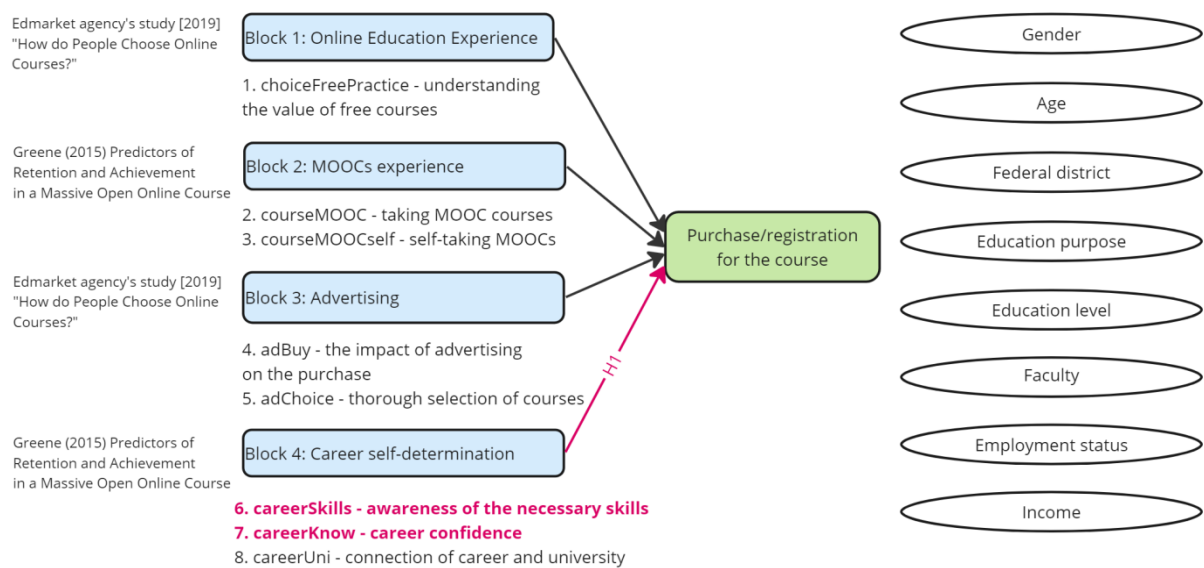 Edmarket agency's study [2019]
"How do People Choose Online
Courses?"
Block 1: Online Education Experience
1. choiceFreePractice - understanding
the value of free courses
Greene (2015) Predictors of
Retention and Achievement
in a Massive Open Online Course
Block 2: MOOCs experience
2. courseMOOC - taking MOOC courses
3. courseMOOCself - self-taking MOOCs
Edmarket agency's study [2019]
"How do People Choose Online
Courses?"
Block 3: Advertising
4. adBuy - the impact of advertising
on the purchase
5. adChoice - thorough selection of courses
Greene (2015) Predictors of
Retention and Achievement
in a Massive Open Online Course
Block 4: Career self-determination
6. careerSkills - awareness of the necessary skills
7. careerKnow - career confidence
8. careerUni - connection of career and university
H1
Purchase/registration
for the course
Gender
Age
Federal district
Education purpose
Education level
Faculty
Employment status
Income